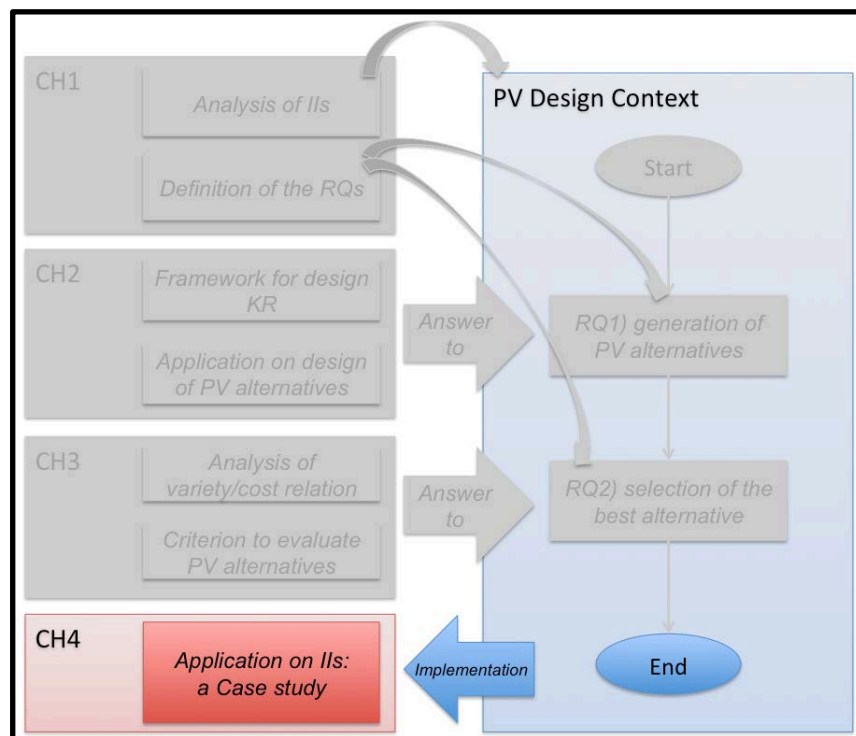 CH1
Analysis of IIs
Definition of the RQs
CH2
Framework for design
KR
Application on design
of PV alternatives
Answer
to
CH3
Analysis of
variety/cost relation
Criterion to evaluate
PV alternatives
Answer
to
CH4
Application on IIs:
a Case study
Implementation
PV Design Context
Start
RQ1) generation of
PV alternatives
RQ2) selection of the
best alternative
End